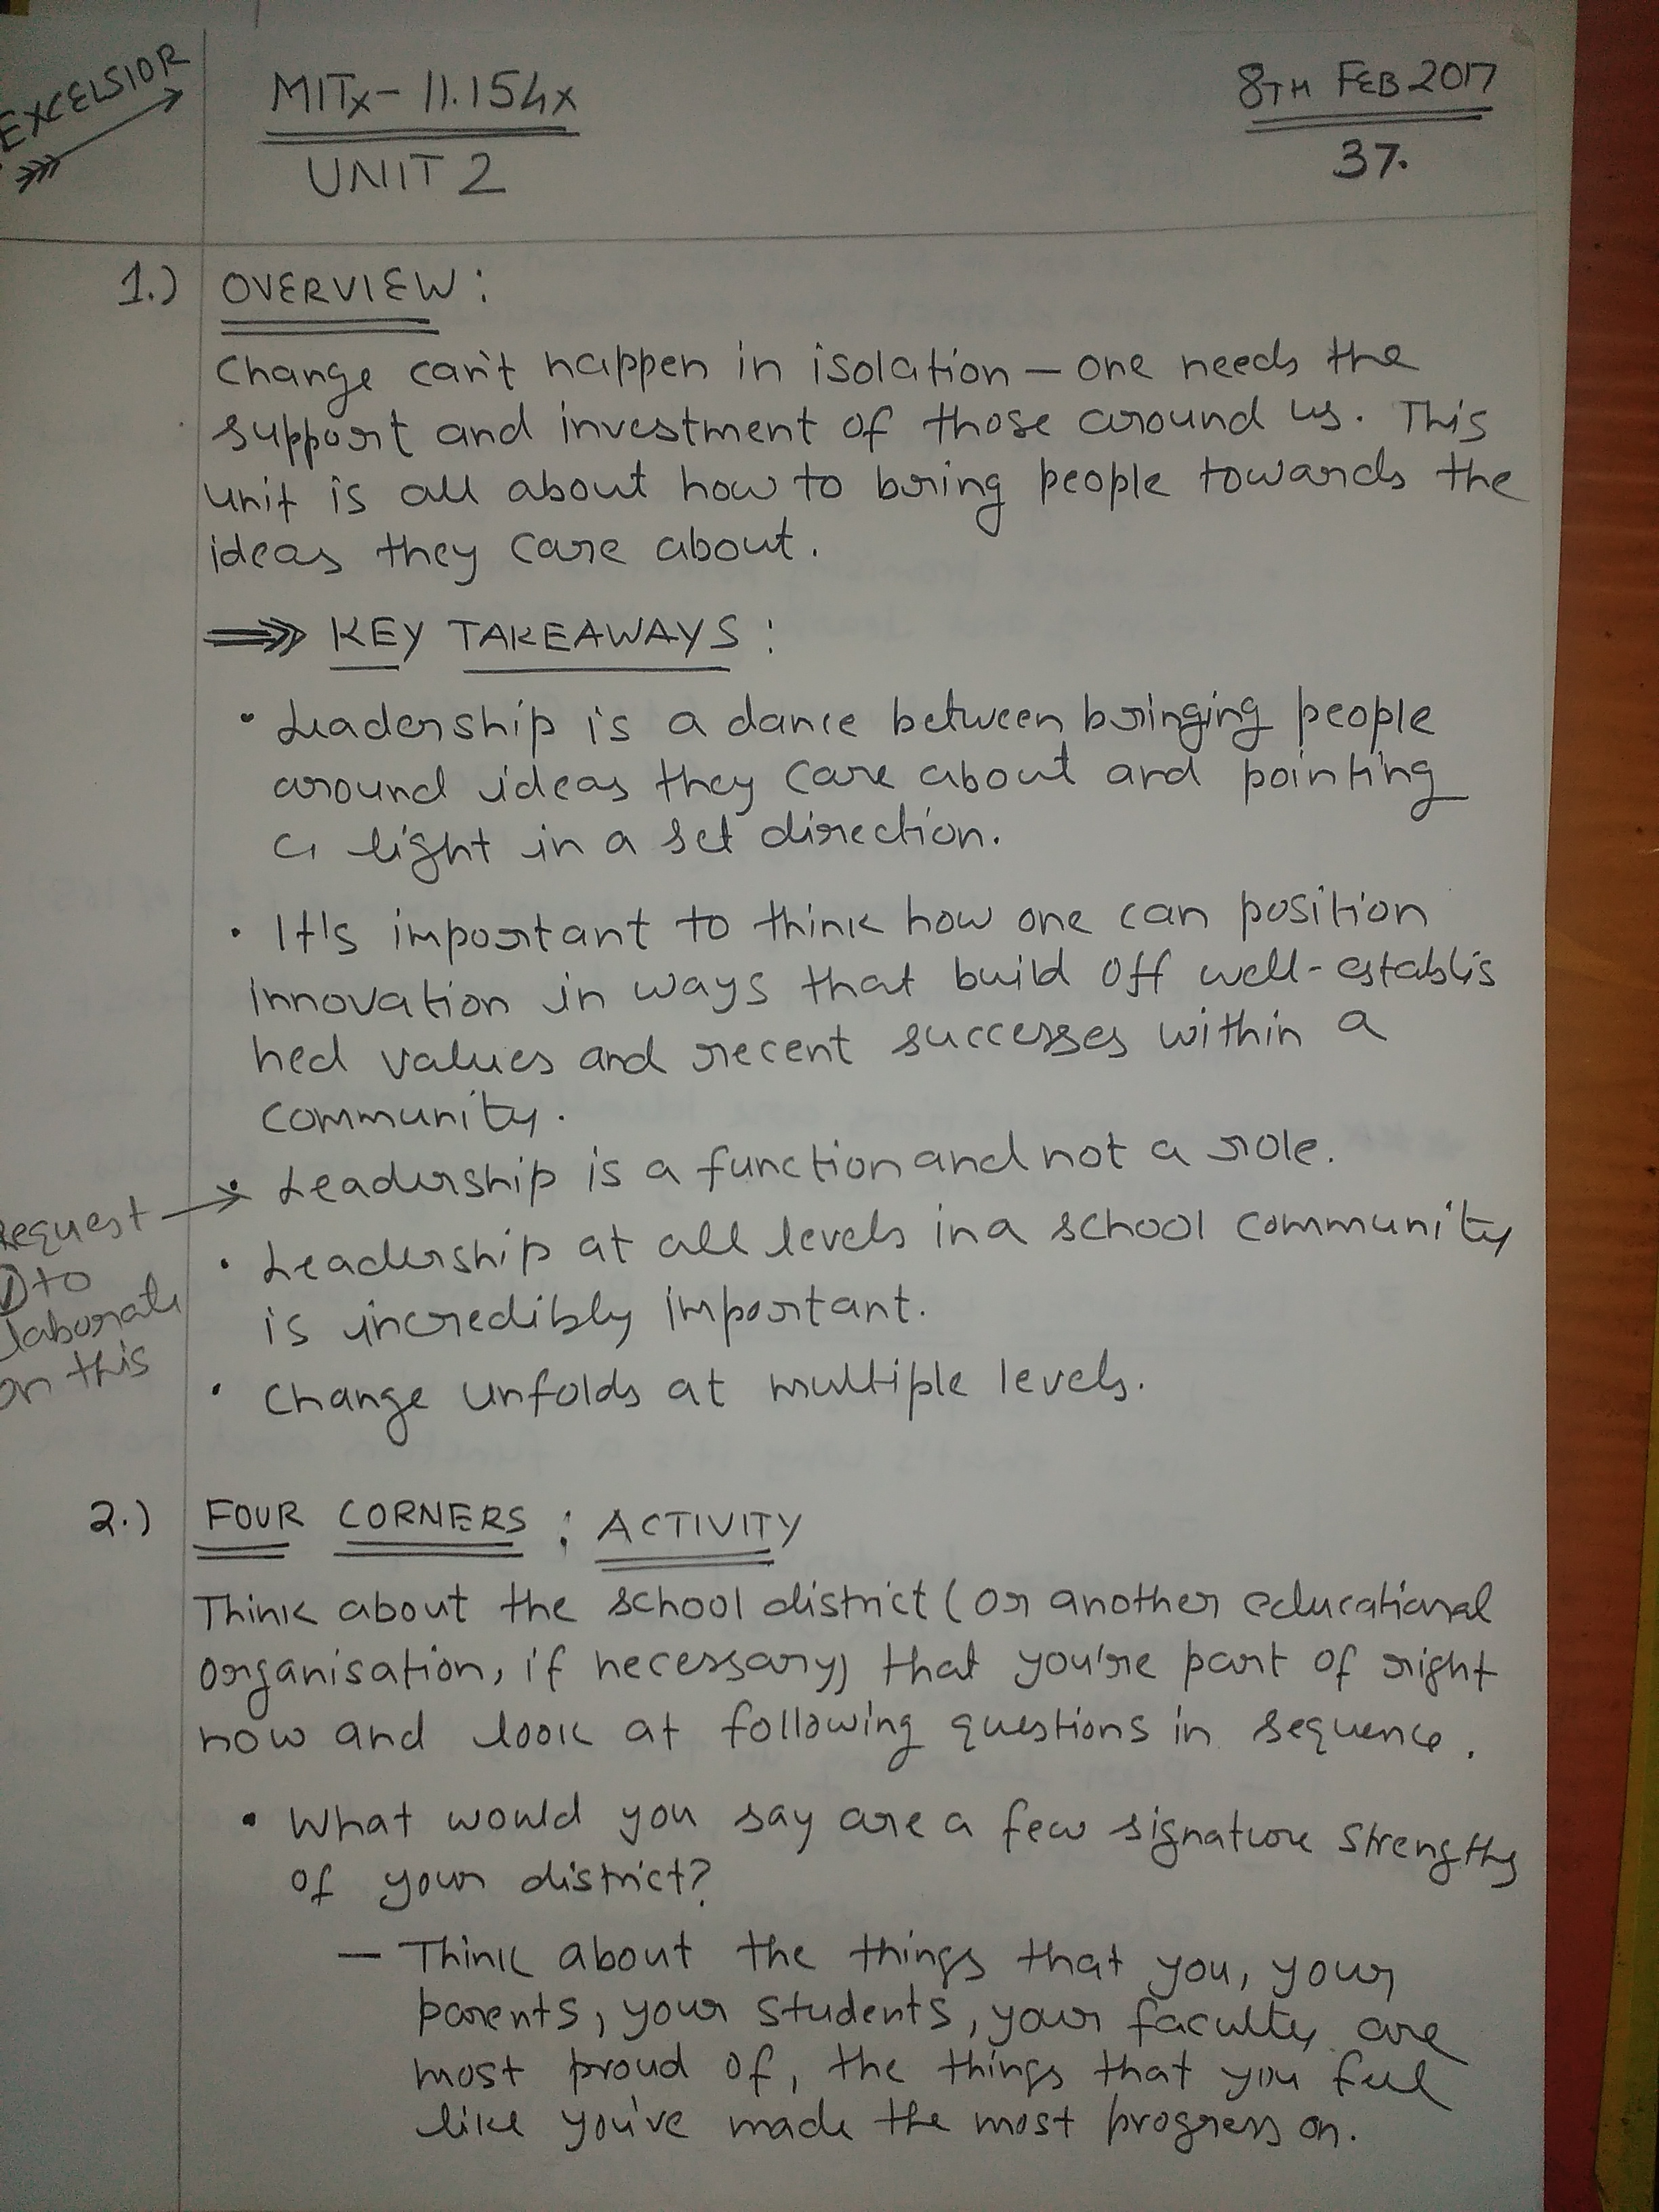 EXCELSIOR
MITx - 11.154x
UNIT 2
8TH FEB 2017
37.
1.) OVERVIEW :
Change can't happen in isolation — one needs the
support and investment of those around us. This
unit is all about how to bring people towards the
ideas they care about.
KEY TAKEAWAYS :
• Leadership is a dance between bringing people
around ideas they care about and pointing
a light in a set direction.
• It's important to think how one can position
innovation in ways that build off well-establis
hed values and recent successes within a
community.
• Leadership is a function and not a role.
• Leadership at all levels in a school community
is incredibly important.
• Change unfolds at multiple levels.
Request
to
laborate
on this
2.) FOUR CORNERS : ACTIVITY
Think about the school district (or another educational
organisation, if necessary) that you're part of right
now and look at following questions in sequence.
• What would you say are a few signature strengths
of your district?
— Think about the things that you, your
parents, your students, your faculty are
most proud of, the things that you feel
like you've made the most progress on.